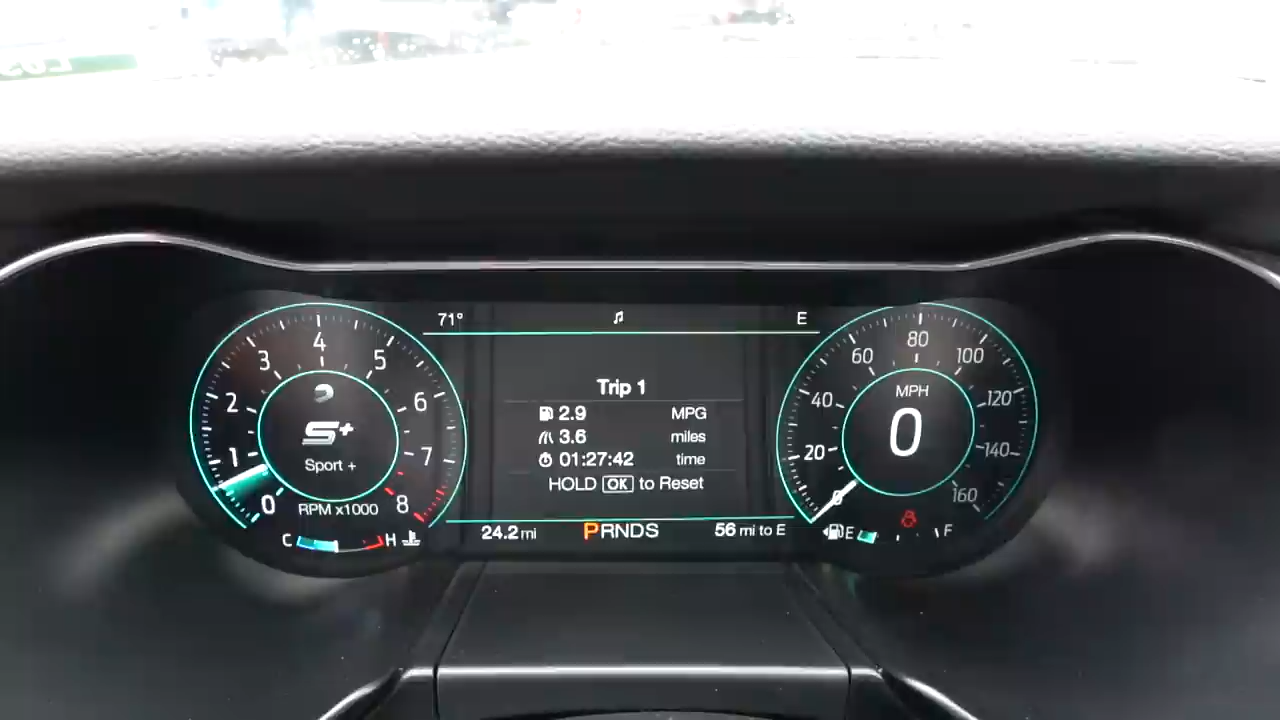 71° E
4
3 5
2 6
1 7
0 8
S+
Sport +
RPM x1000
C H
Trip 1
2.9 MPG
3.6 miles
01:27:42 time
HOLD OK to Reset
24.2 mi PRNDS 56 mi to E
80
60 100
40 120
20 140
0 160
MPH
0
E F